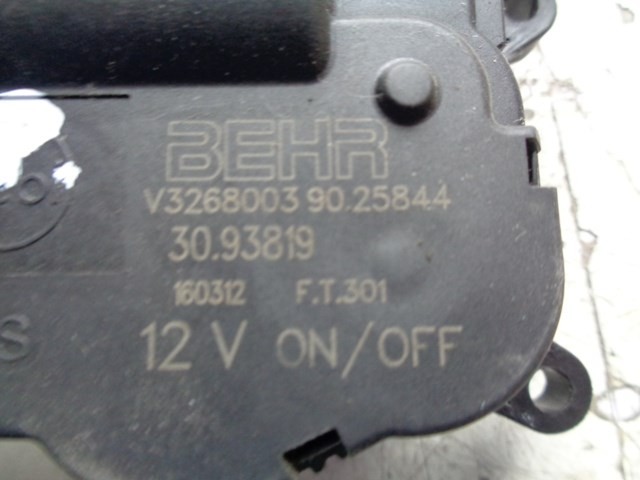 BEHR
V3268003 90.25844
30.93819
160312 F.T.301
12 V ON/OFF
S